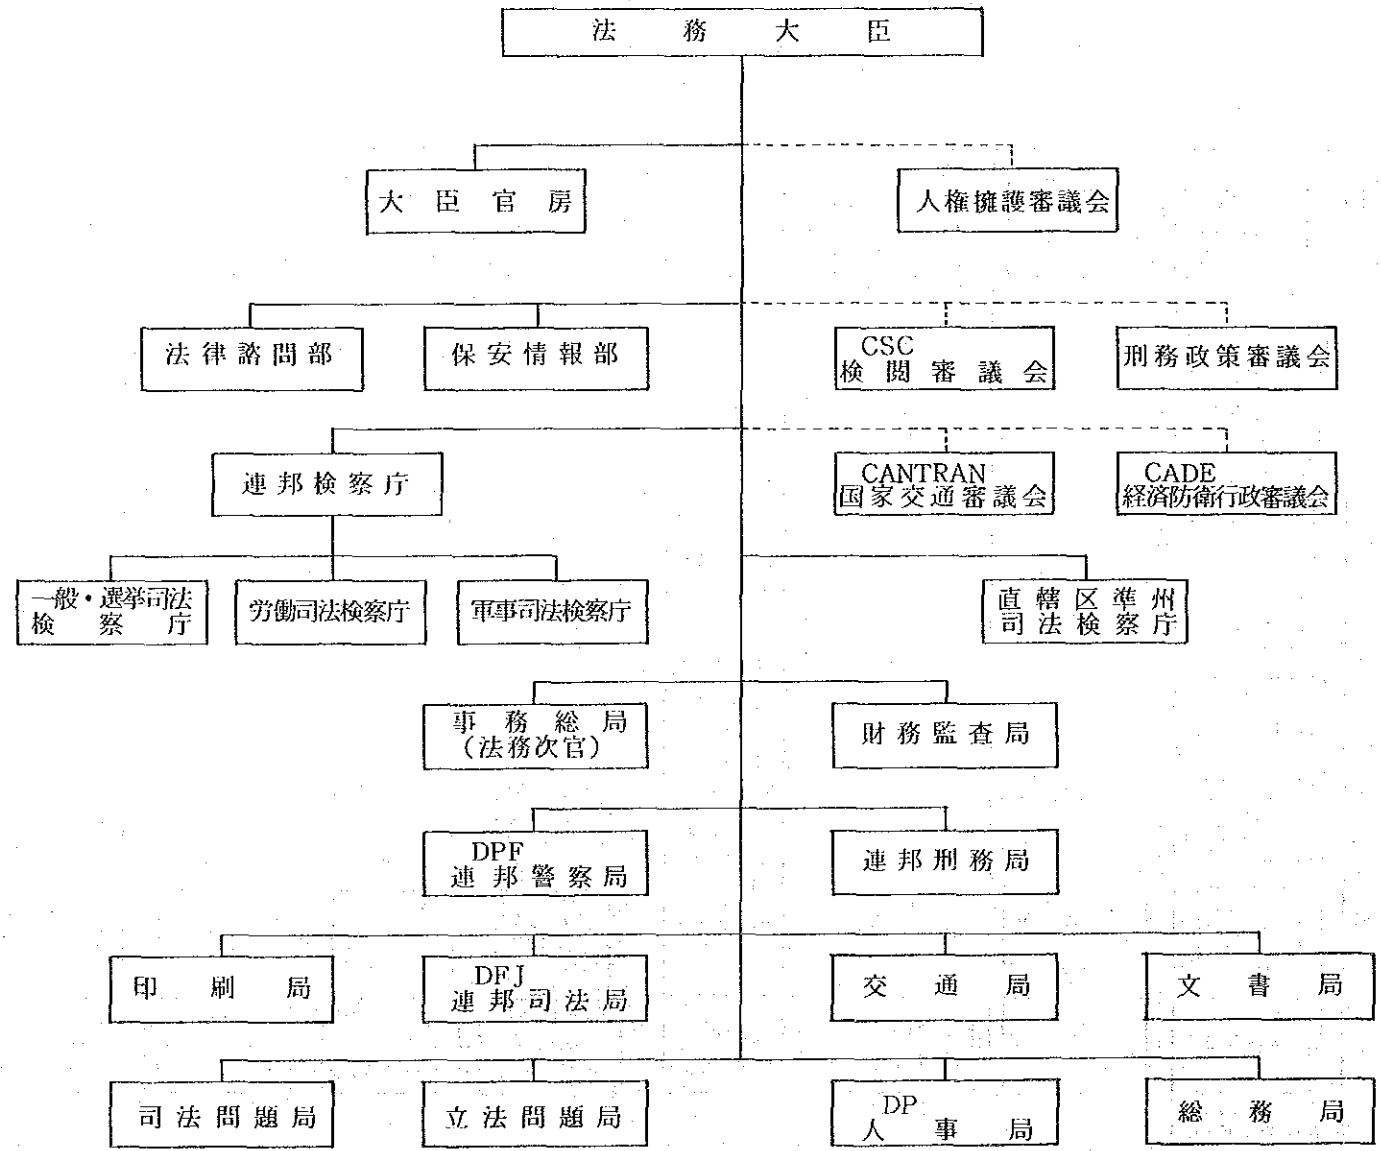 法務大臣
大臣官房
人権擁護審議会
法律諮問部
保安情報部
CSC
検閲審議会
刑務政策審議会
連邦検察庁
CANTRAN
国家交通審議会
CADE
経済防衛行政審議会
一般・選挙司法
検察庁
労働司法検察庁
軍事司法検察庁
直轄区準州
司法検察庁
事務総局
（法務次官）
財務監査局
DPF
連邦警察局
連邦刑務局
印刷局
DFJ
連邦司法局
交通局
文書局
司法問題局
立法問題局
DP
人事局
総務局